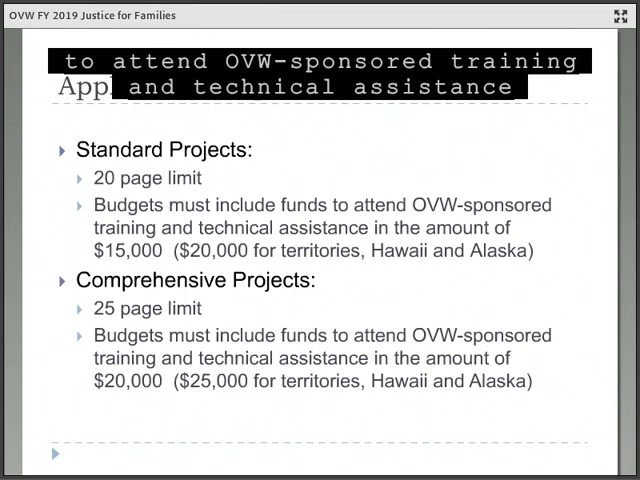 OVW FY 2019 Justice for Families
to attend OVW-sponsored training
and technical assistance
Standard Projects:
20 page limit
Budgets must include funds to attend OVW-sponsored
training and technical assistance in the amount of
$15,000 ($20,000 for territories, Hawaii and Alaska)
Comprehensive Projects:
25 page limit
Budgets must include funds to attend OVW-sponsored
training and technical assistance in the amount of
$20,000 ($25,000 for territories, Hawaii and Alaska)